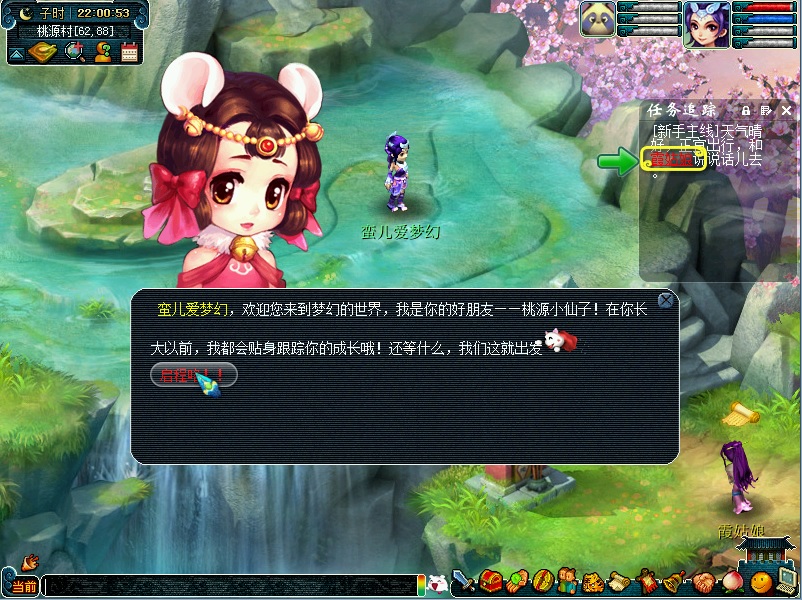 子时 22:00:53
桃源村[62,88]
任务追踪
[新手主线]天气晴
好，正宜出行，和
霞姑娘说说话儿去
。
蛮儿爱梦幻
蛮儿爱梦幻，欢迎您来到梦幻的世界，我是你的好朋友——桃源小仙子！在你长
大以前，我都会贴身跟踪你的成长哦！还等什么，我们这就出发
启程啦！！
霞姑娘
当前